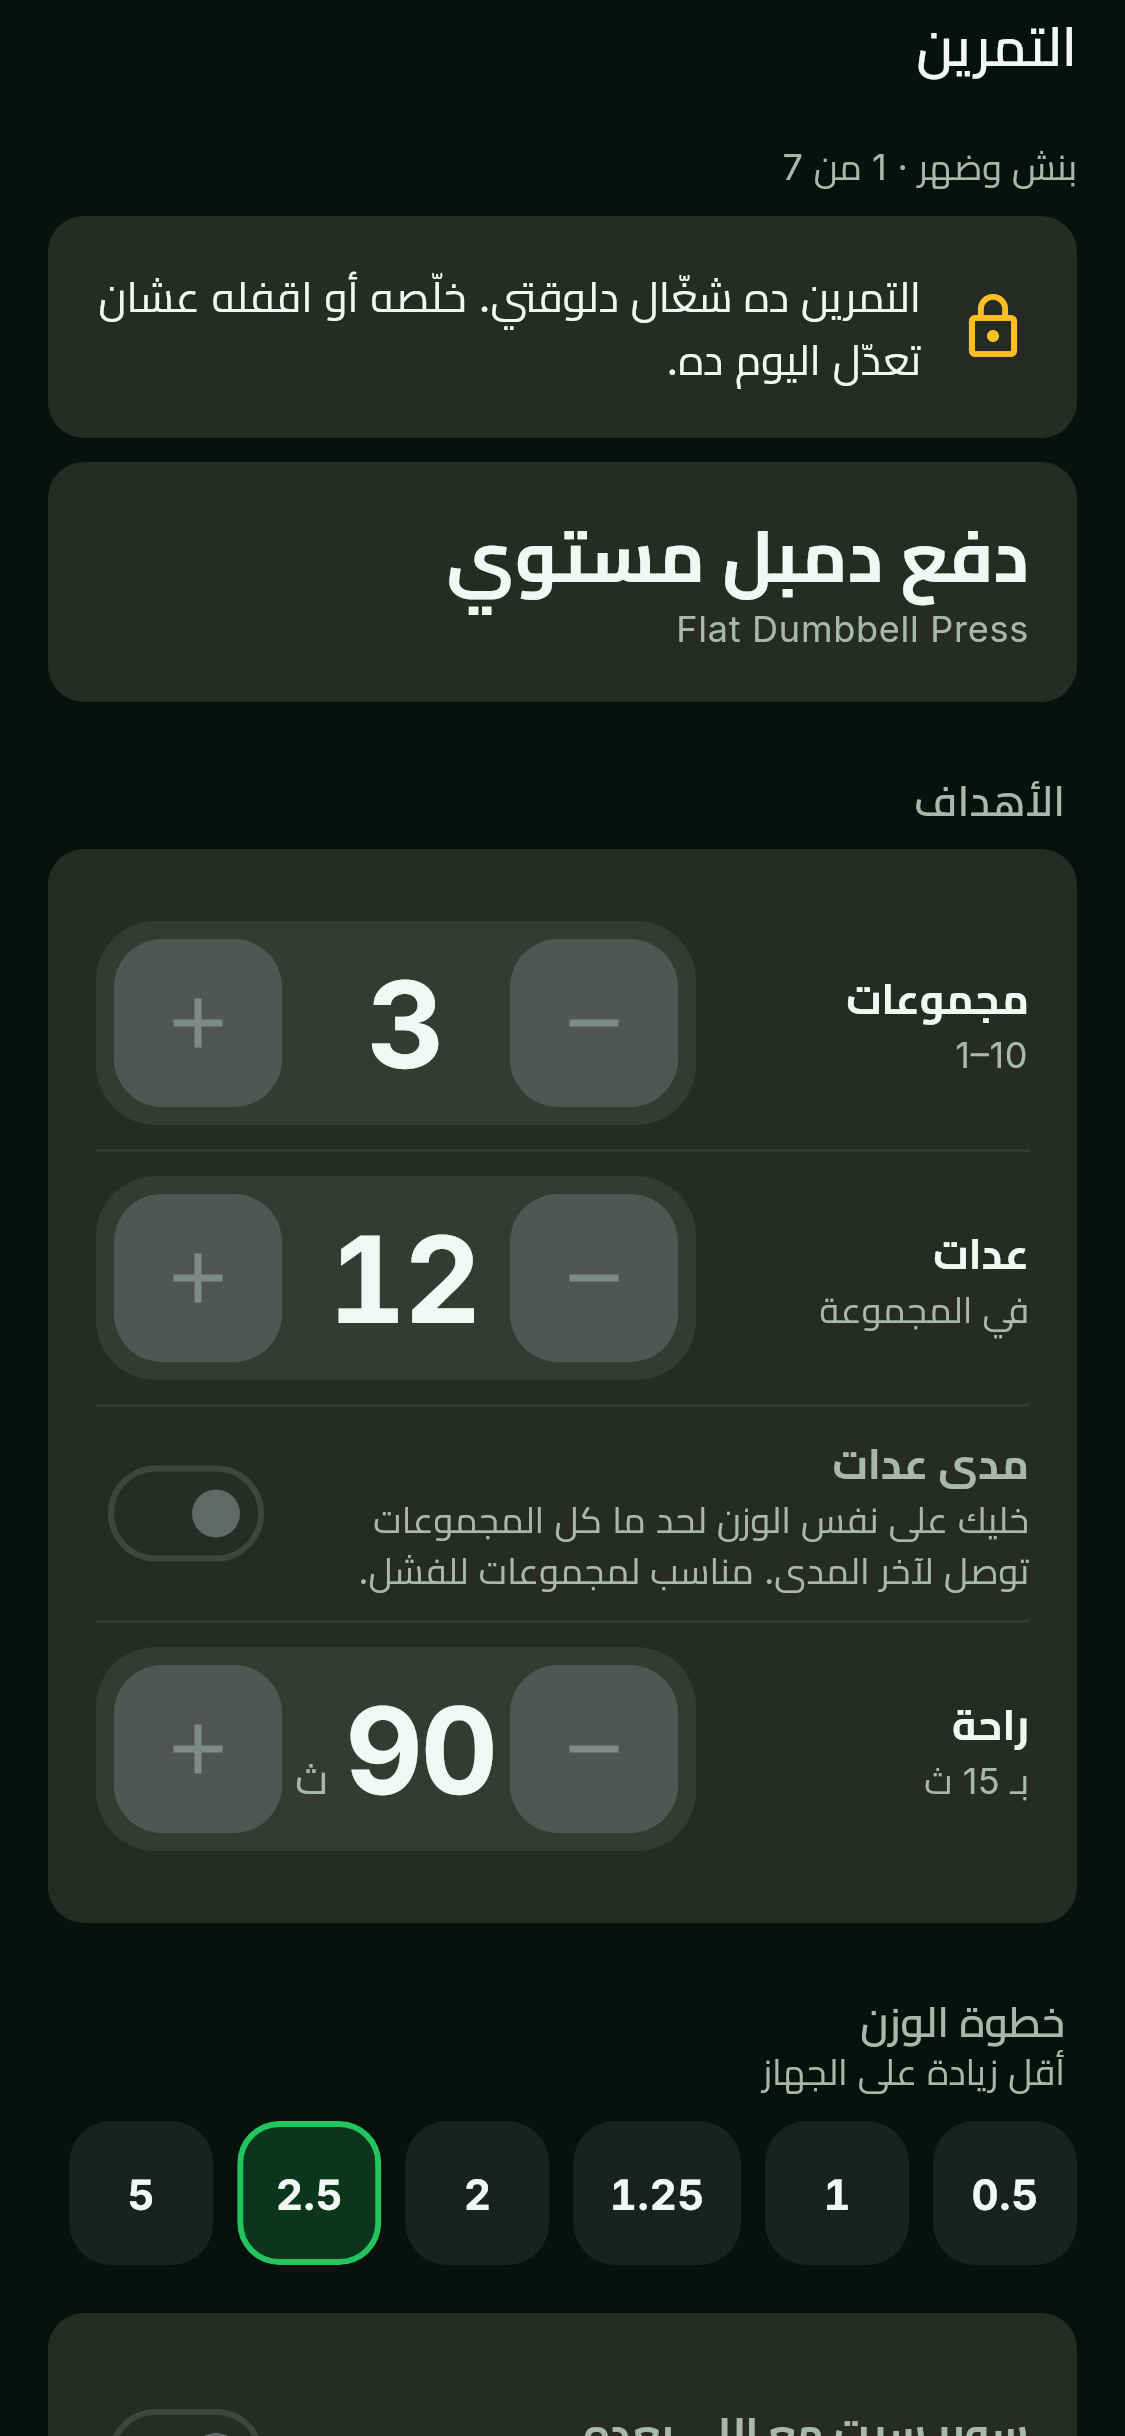 التمرين
بنش وضهر · 1 من 7
التمرين ده شغّال دلوقتي. خلّصه أو اقفله عشان
تعدّل اليوم ده.
دفع دمبل مستوي
Flat Dumbbell Press
الأهداف
مجموعات
1–10
− 3 +
عدات
في المجموعة
− 12 +
مدى عدات
خليك على نفس الوزن لحد ما كل المجموعات
توصل لآخر المدى. مناسب لمجموعات للفشل.
راحة
بـ 15 ث
− 90 ث +
خطوة الوزن
أقل زيادة على الجهاز
0.5 1 1.25 2 2.5 5